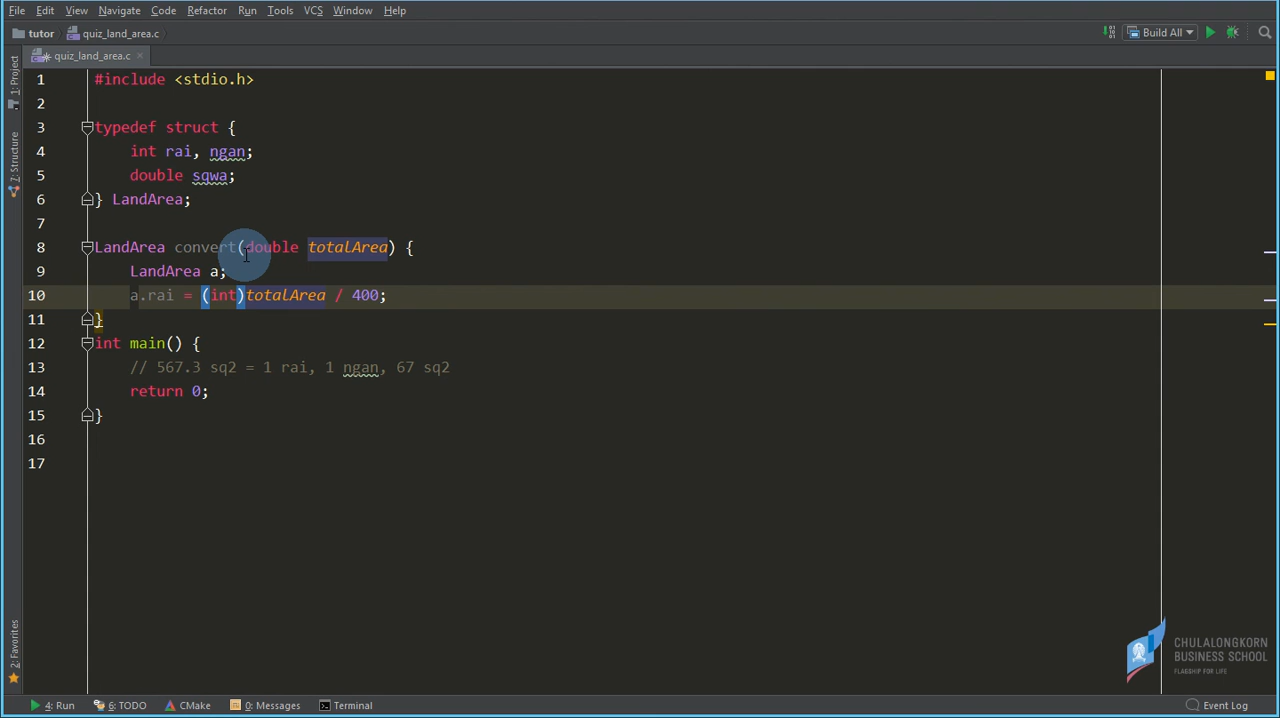 File Edit View Navigate Code Refactor Run Tools VCS Window Help
tutor quiz_land_area.c Build All
quiz_land_area.c
1: Project
7: Structure
2: Favorites
1 #include <stdio.h>
2
3 typedef struct {
4 int rai, ngan;
5 double sqwa;
6 } LandArea;
7
8 LandArea convert(double totalArea) {
9 LandArea a;
10 a.rai = (int)totalArea / 400;
11 }
12 int main() {
13 // 567.3 sq2 = 1 rai, 1 ngan, 67 sq2
14 return 0;
15 }
16
17
CHULALONGKORN
BUSINESS SCHOOL
FLAGSHIP FOR LIFE
4: Run 6: TODO CMake 0: Messages Terminal Event Log